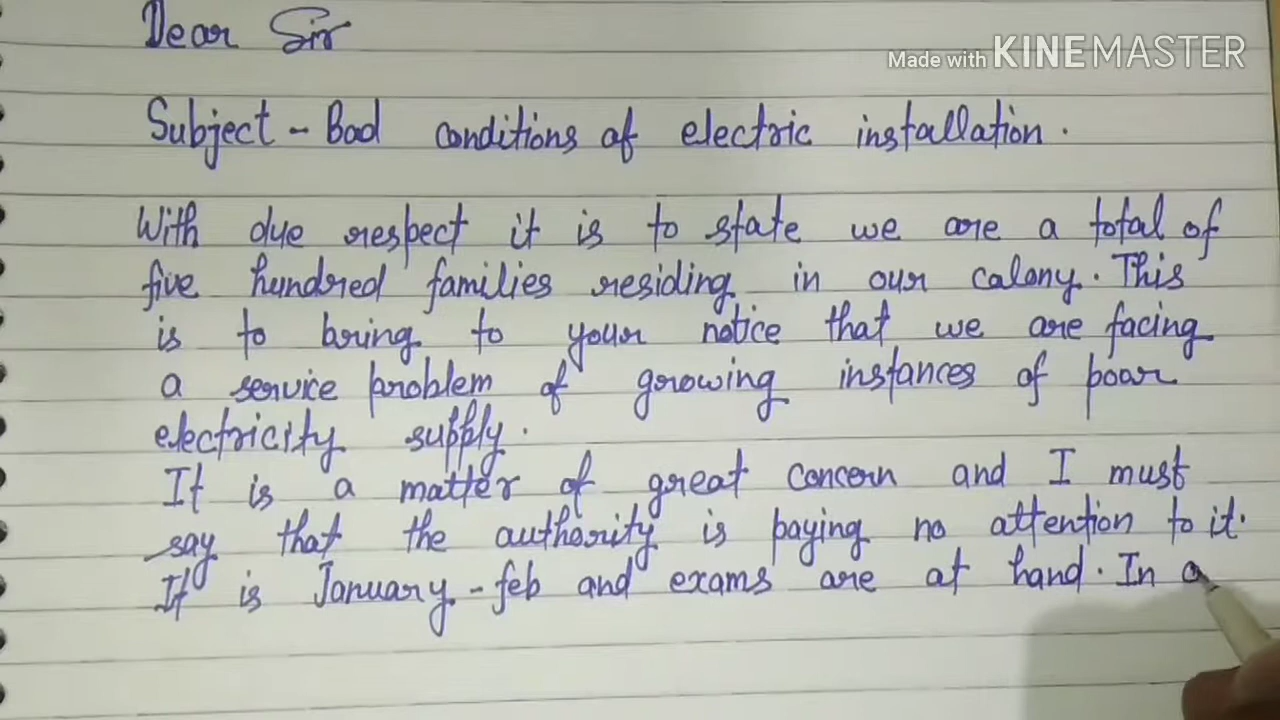 Dear Sir
Made with KINEMASTER
Subject - Bad conditions of electric installation.
With due respect it is to state we are a total of
five hundred families residing in our colony. This
is to bring to your notice that we are facing
a service problem of growing instances of poor
electricity supply.
It is a matter of great concern and I must
say that the authority is paying no attention to it.
It is January - feb and exams are at hand. In a